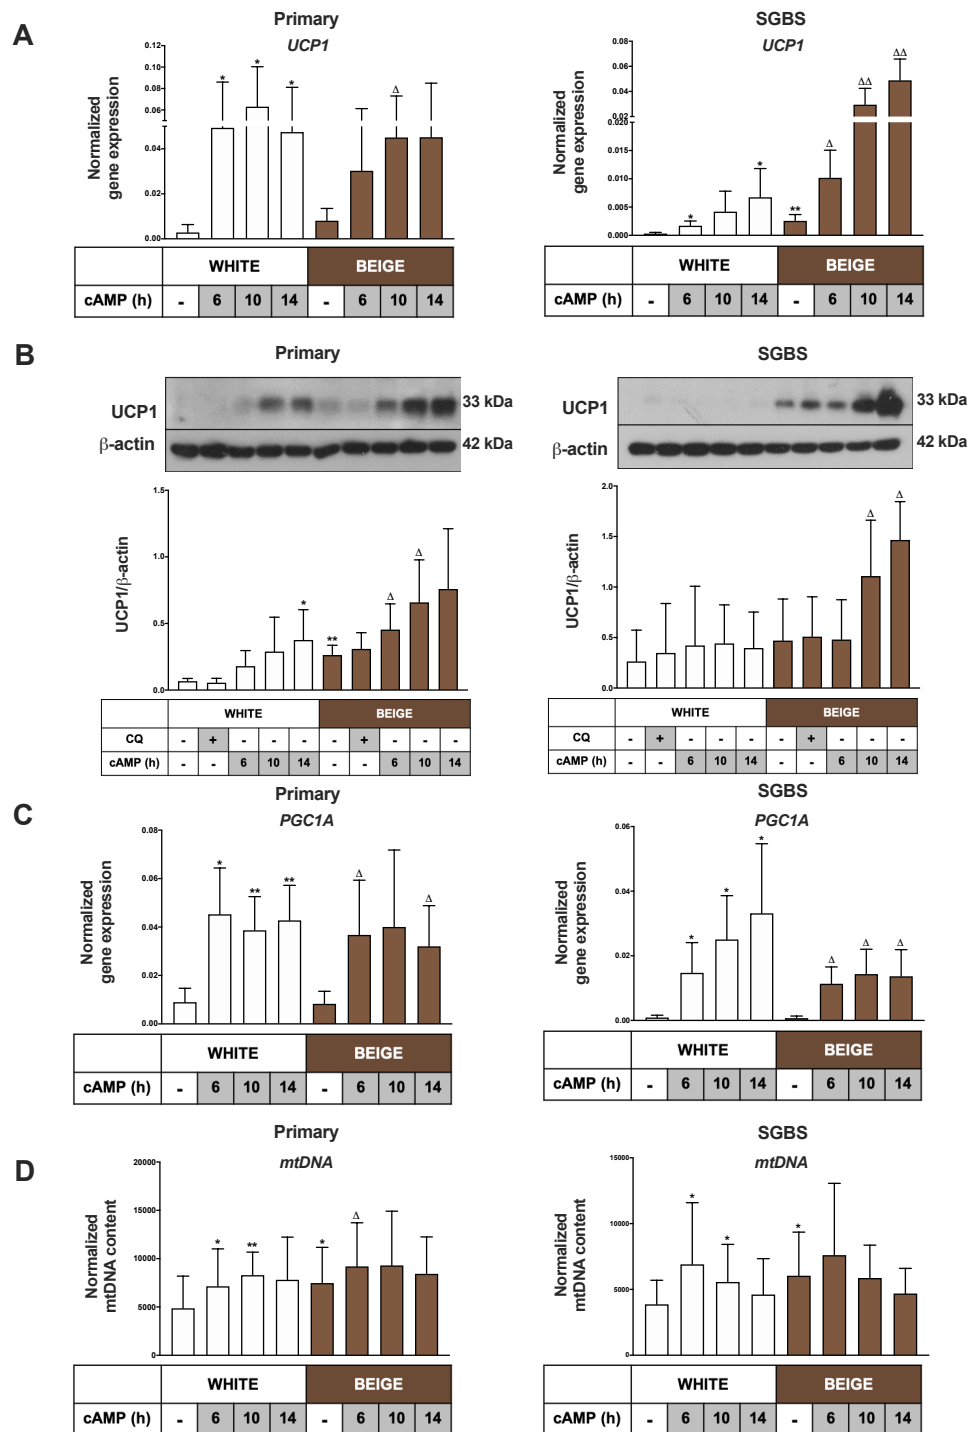 A
Primary
UCP1
Normalized
gene expression
0.12
0.10
0.08
0.06
0.04
0.02
0.00
* * * Δ
WHITE BEIGE
cAMP (h) - 6 10 14 - 6 10 14
SGBS
UCP1
Normalized
gene expression
0.08
0.06
0.04
0.02
0.020
0.015
0.010
0.005
0.000
* * ** Δ ΔΔ ΔΔ
WHITE BEIGE
cAMP (h) - 6 10 14 - 6 10 14
B
Primary
UCP1 33 kDa
β-actin 42 kDa
UCP1/β-actin
1.5
1.0
0.5
0.0
* ** Δ Δ
WHITE BEIGE
CQ - + - - - - + - - -
cAMP (h) - - 6 10 14 - - 6 10 14
SGBS
UCP1 33 kDa
β-actin 42 kDa
UCP1/β-actin
2.0
1.5
1.0
0.5
0.0
Δ Δ
WHITE BEIGE
CQ - + - - - - + - - -
cAMP (h) - - 6 10 14 - - 6 10 14
C
Primary
PGC1A
Normalized
gene expression
0.08
0.06
0.04
0.02
0.00
* ** ** Δ Δ
WHITE BEIGE
cAMP (h) - 6 10 14 - 6 10 14
SGBS
PGC1A
Normalized
gene expression
0.06
0.04
0.02
0.00
* * * Δ Δ Δ
WHITE BEIGE
cAMP (h) - 6 10 14 - 6 10 14
D
Primary
mtDNA
Normalized
mtDNA content
20000
15000
10000
5000
0
* ** * Δ
WHITE BEIGE
cAMP (h) - 6 10 14 - 6 10 14
SGBS
mtDNA
Normalized
mtDNA content
15000
10000
5000
0
* * *
WHITE BEIGE
cAMP (h) - 6 10 14 - 6 10 14